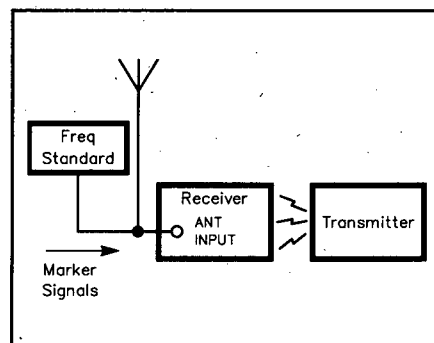 Freq
Standard
Receiver
ANT
INPUT
Transmitter
Marker
Signals